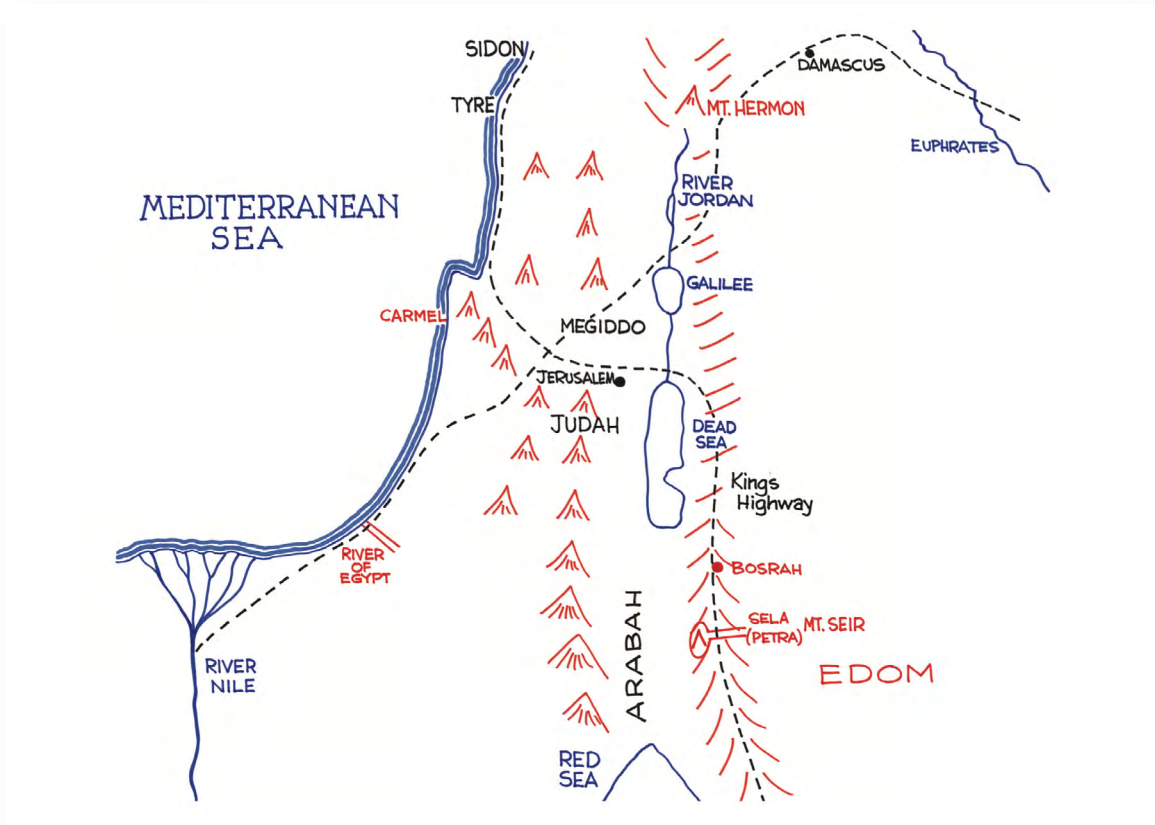 SIDON
DAMASCUS
TYRE
MT. HERMON
EUPHRATES
RIVER
JORDAN
MEDITERRANEAN
SEA
GALILEE
CARMEL
MEGIDDO
JERUSALEM
JUDAH
DEAD
SEA
Kings
Highway
RIVER
OF
EGYPT
BOSRAH
ARABAH
SELA
(PETRA)
MT. SEIR
EDOM
RIVER
NILE
RED
SEA